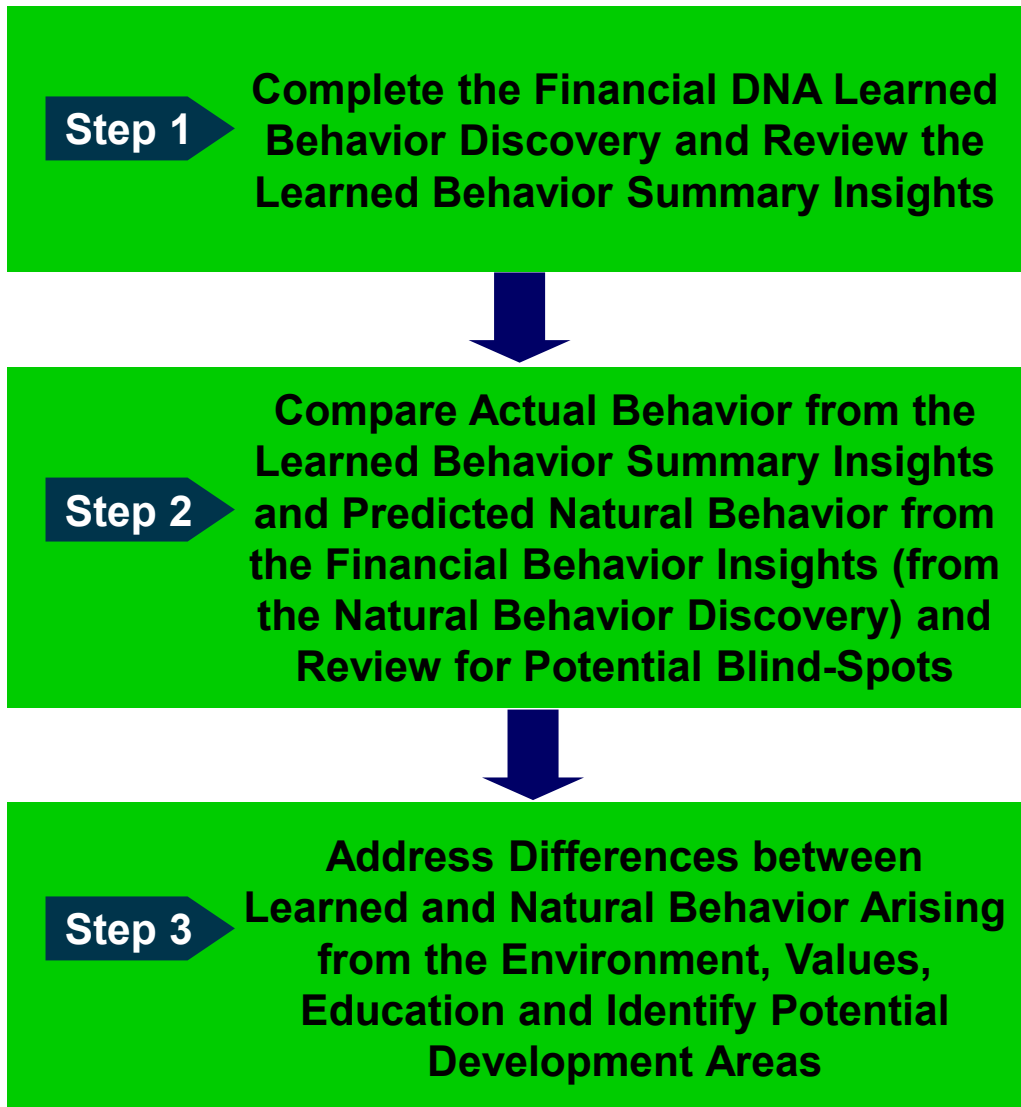 Step 1
Complete the Financial DNA Learned
Behavior Discovery and Review the
Learned Behavior Summary Insights
Step 2
Compare Actual Behavior from the
Learned Behavior Summary Insights
and Predicted Natural Behavior from
the Financial Behavior Insights (from
the Natural Behavior Discovery) and
Review for Potential Blind-Spots
Step 3
Address Differences between
Learned and Natural Behavior Arising
from the Environment, Values,
Education and Identify Potential
Development Areas